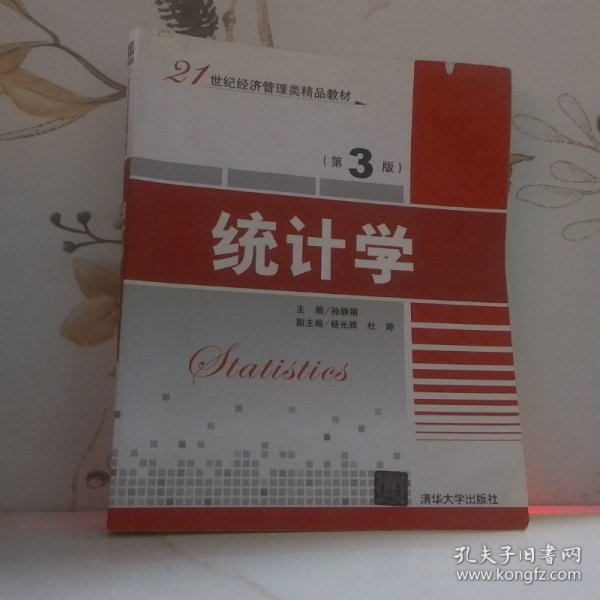 21世纪经济管理类精品教材
（第3版）
统计学
主 编/孙静娟
副主编/杨光辉 杜 婷
Statistics
清华大学出版社
孔夫子旧书网
www.kongfz.com